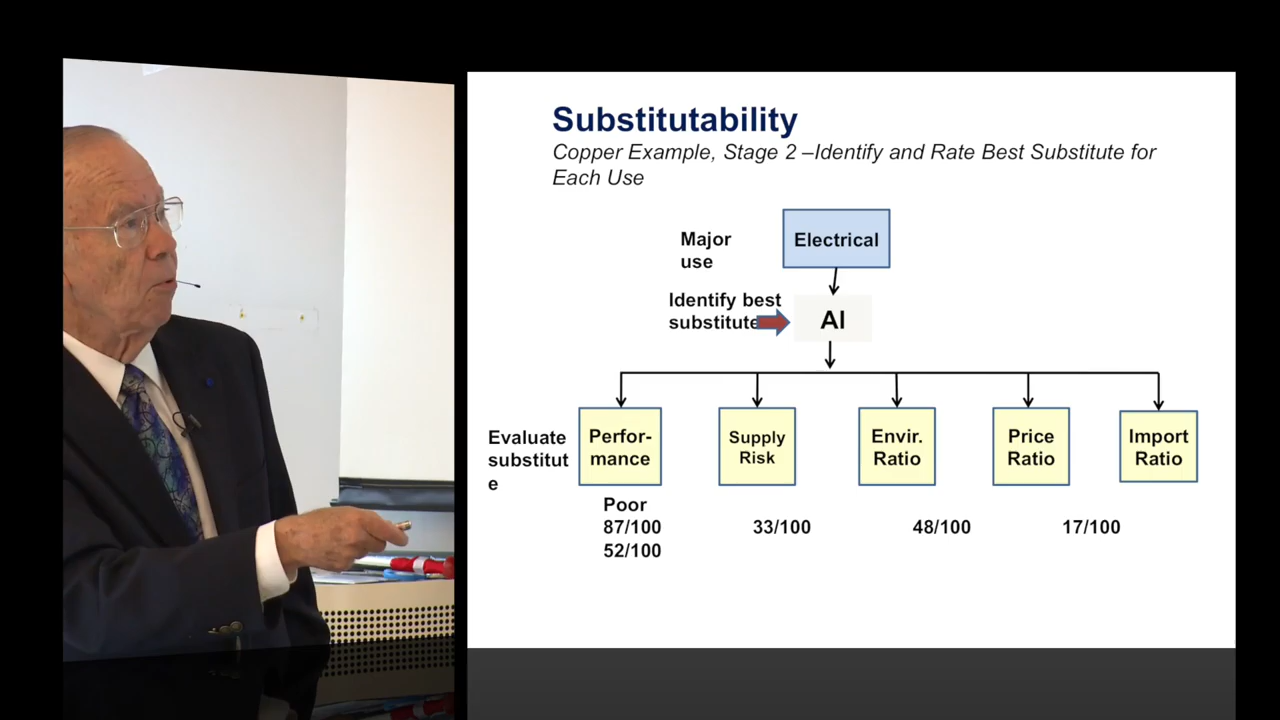 Substitutability
Copper Example, Stage 2 –Identify and Rate Best Substitute for
Each Use
Major
use
Electrical
Identify best
substitute
Al
Evaluate
substitut
e
Perfor-
mance
Supply
Risk
Envir.
Ratio
Price
Ratio
Import
Ratio
Poor
87/100
33/100
48/100
17/100
52/100